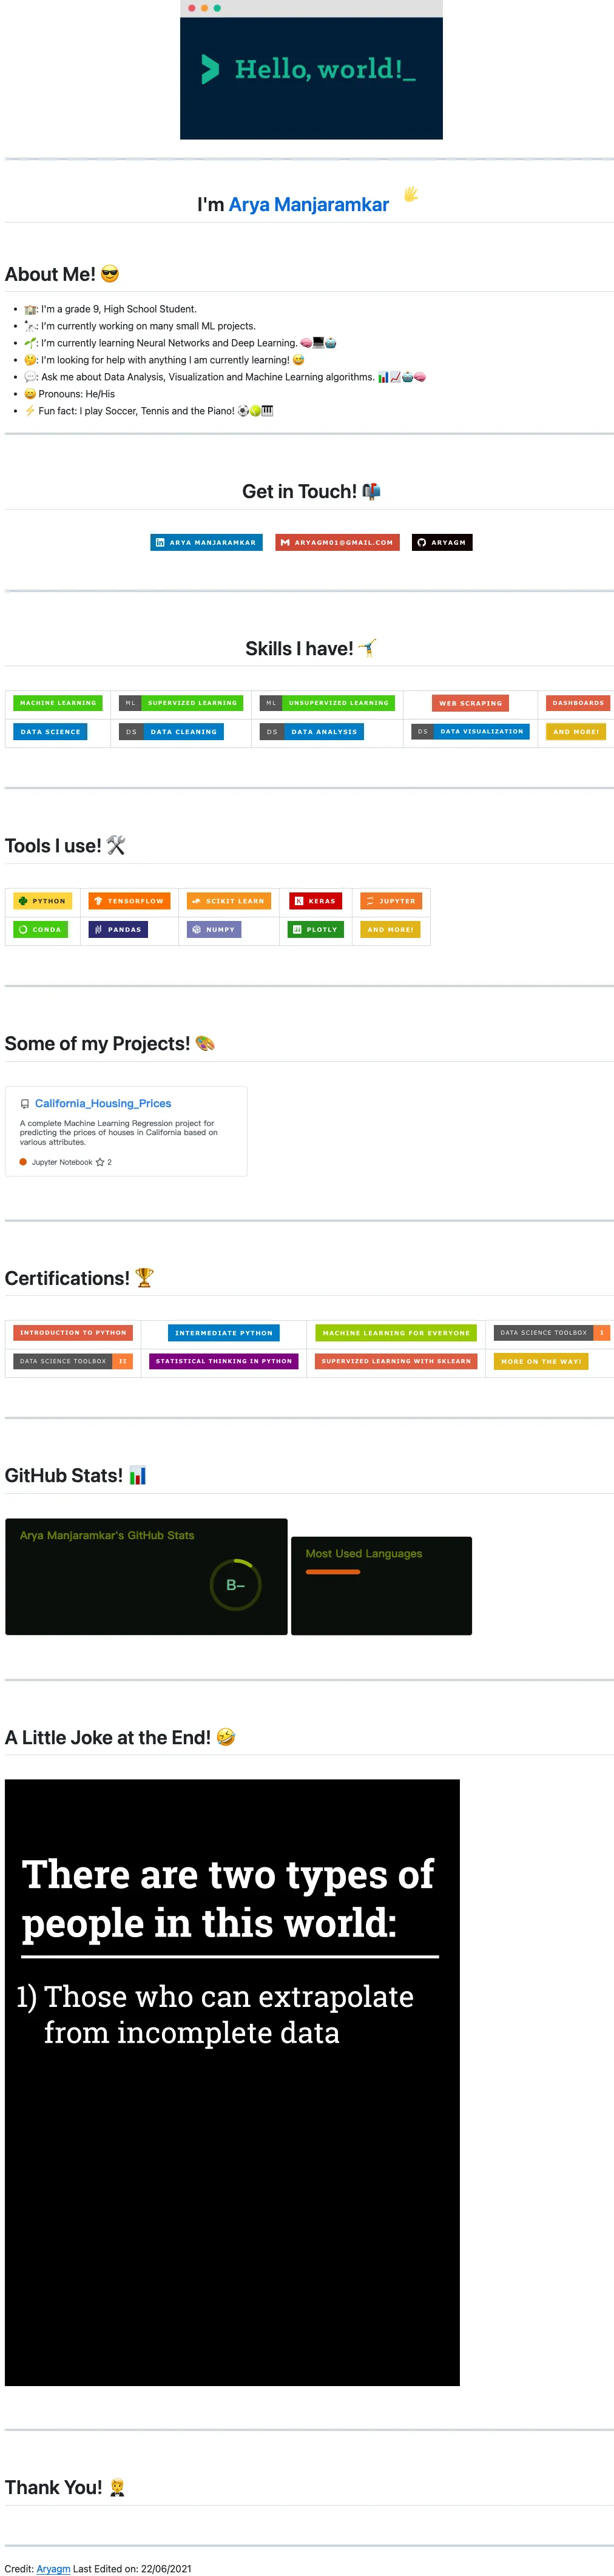 Hello, world!_
I'm Arya Manjaramkar
About Me! 😎
🏫: I'm a grade 9, High School Student.
🔭: I'm currently working on many small ML projects.
🌱: I'm currently learning Neural Networks and Deep Learning. 🧠💻🤖
🤔: I'm looking for help with anything I am currently learning! 😅
💬: Ask me about Data Analysis, Visualization and Machine Learning algorithms. 📊📈🤖🧠
😄 Pronouns: He/His
⚡ Fun fact: I play Soccer, Tennis and the Piano! ⚽🎾🎹
Get in Touch! 📬
ARYA MANJARAMKAR ARYAGM01@GMAIL.COM ARYAGM
Skills I have! 🤸
MACHINE LEARNING ML SUPERVIZED LEARNING ML UNSUPERVIZED LEARNING WEB SCRAPING DASHBOARDS
DATA SCIENCE DS DATA CLEANING DS DATA ANALYSIS DS DATA VISUALIZATION AND MORE!
Tools I use! 🛠
PYTHON TENSORFLOW SCIKIT LEARN KERAS JUPYTER
CONDA PANDAS NUMPY PLOTLY AND MORE!
Some of my Projects! 🎨
California_Housing_Prices
A complete Machine Learning Regression project for
predicting the prices of houses in California based on
various attributes.
Jupyter Notebook 2
Certifications! 🏆
INTRODUCTION TO PYTHON INTERMEDIATE PYTHON MACHINE LEARNING FOR EVERYONE DATA SCIENCE TOOLBOX I
DATA SCIENCE TOOLBOX II STATISTICAL THINKING IN PYTHON SUPERVIZED LEARNING WITH SKLEARN MORE ON THE WAY!
GitHub Stats! 📊
Arya Manjaramkar's GitHub Stats
B-
Most Used Languages
A Little Joke at the End! 🤣
There are two types of
people in this world:
1) Those who can extrapolate
from incomplete data
Thank You! 🤵
Credit: Aryagm Last Edited on: 22/06/2021